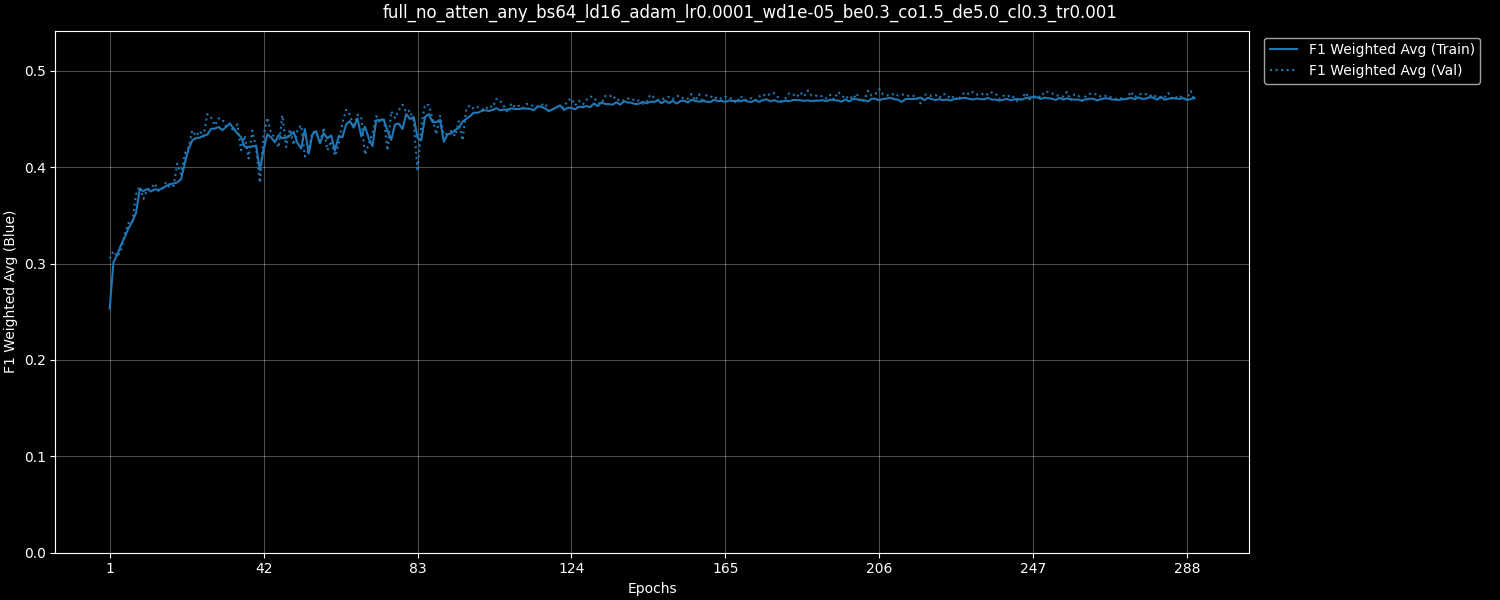 full_no_atten_any_bs64_ld16_adam_lr0.0001_wd1e-05_be0.3_co1.5_de5.0_cl0.3_tr0.001
F1 Weighted Avg (Train)
F1 Weighted Avg (Val)
F1 Weighted Avg (Blue)
0.5
0.4
0.3
0.2
0.1
0.0
1
42
83
124
165
206
247
288
Epochs